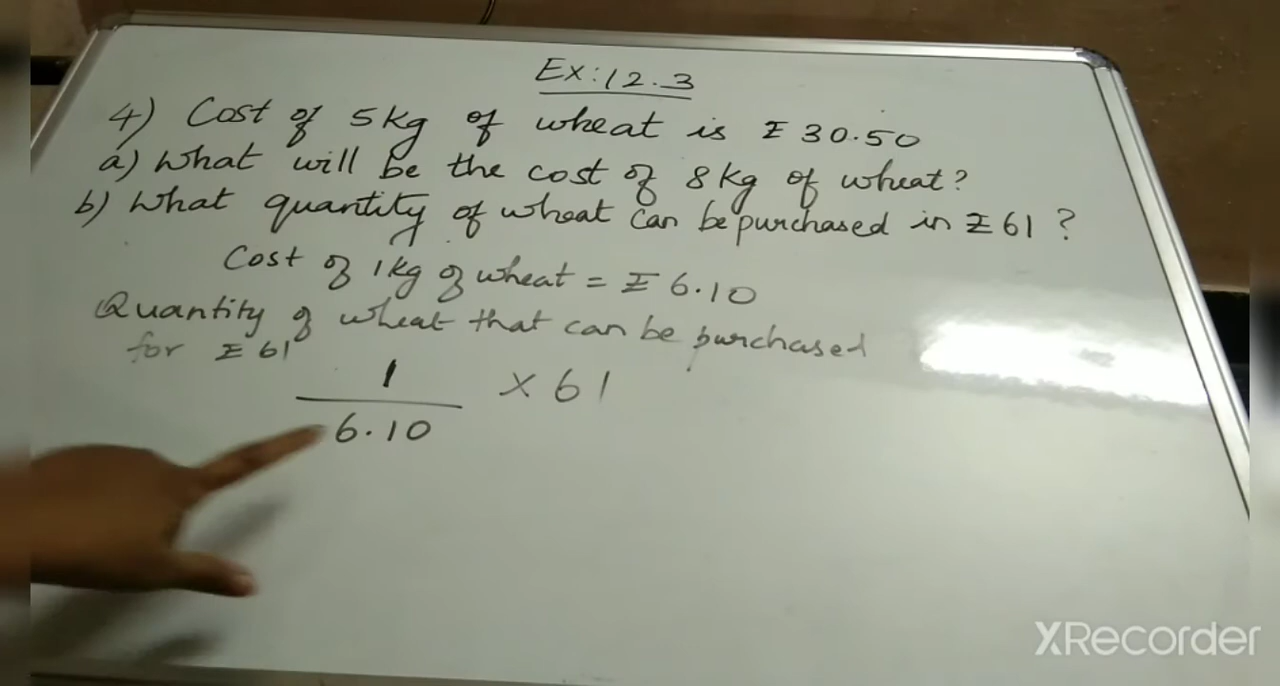 Ex:12.3
4) Cost of 5kg of wheat is ₹ 30.50
a) What will be the cost of 8kg of wheat?
b) What quantity of wheat can be purchased in ₹ 61 ?
Cost of 1kg of wheat = ₹ 6.10
Quantity of wheat that can be purchased
for ₹ 61
1
× 61
6.10
XRecorder